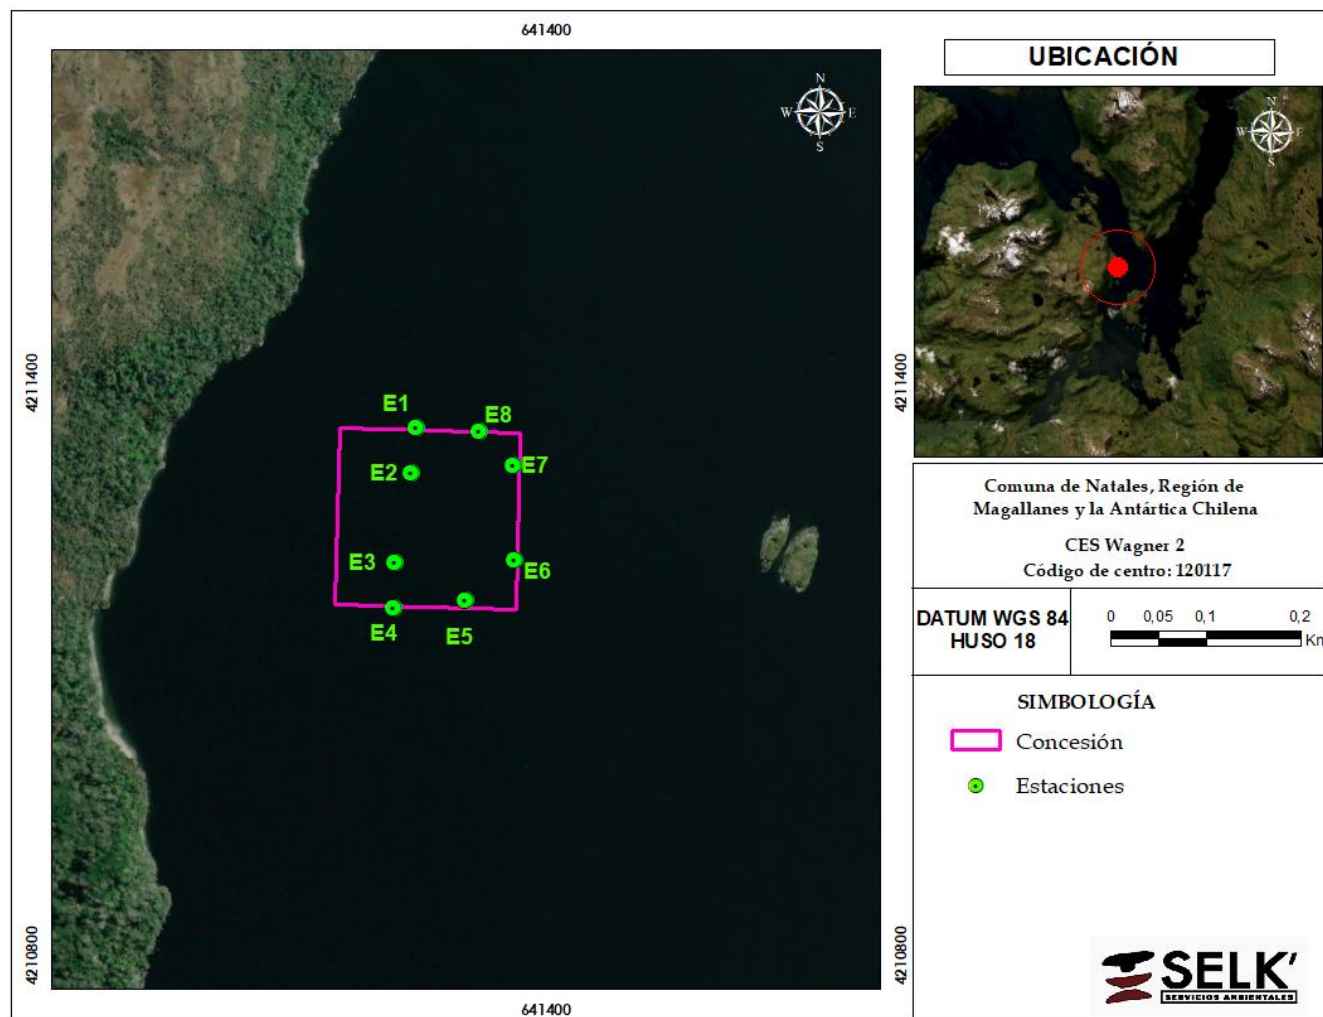 641400
N
W E
S
4211400
4211400
E1
E8
E2
E7
E3
E6
E4
E5
4210800
4210800
641400
UBICACIÓN
N
W E
S
Comuna de Natales, Región de
Magallanes y la Antártica Chilena
CES Wagner 2
Código de centro: 120117
DATUM WGS 84
HUSO 18
0 0,05 0,1 0,2
Km
SIMBOLOGÍA
Concesión
Estaciones
SELK'
SERVICIOS AMBIENTALES